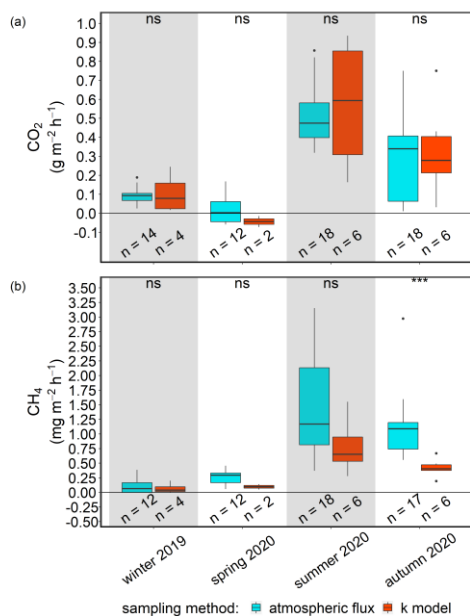 (a)
ns ns ns ns
1.0
0.9
0.8
0.7
0.6
0.5
0.4
0.3
0.2
0.1
0.0
-0.1
CO2
(g m−2 h−1)
n = 14 n = 4 n = 12 n = 2 n = 18 n = 6 n = 18 n = 6
(b)
ns ns ns ***
3.50
3.25
3.00
2.75
2.50
2.25
2.00
1.75
1.50
1.25
1.00
0.75
0.50
0.25
0.00
-0.25
-0.50
CH4
(mg m−2 h−1)
n = 12 n = 4 n = 12 n = 2 n = 18 n = 6 n = 17 n = 6
winter 2019 spring 2020 summer 2020 autumn 2020
sampling method: atmospheric flux k model